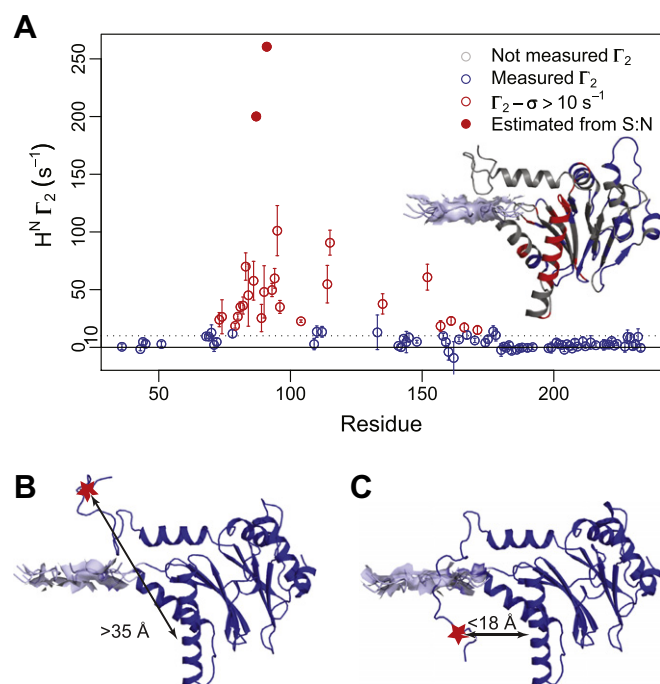 A
Hᴺ Γ₂ (s⁻¹)
250
200
150
100
50
10
0
50
100
150
200
Residue
Not measured Γ₂
Measured Γ₂
Γ₂ – σ > 10 s⁻¹
Estimated from S:N
B
>35 Å
C
<18 Å